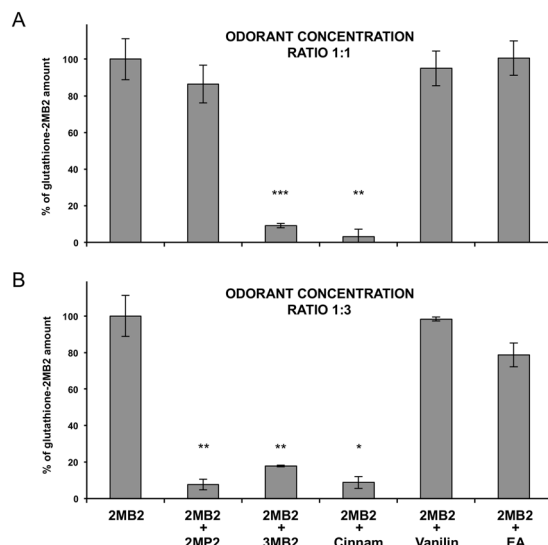 A
ODORANT CONCENTRATION
RATIO 1:1
% of glutathione-2MB2 amount
100
80
60
40
20
0
***
**
B
ODORANT CONCENTRATION
RATIO 1:3
% of glutathione-2MB2 amount
100
80
60
40
20
0
**
**
*
2MB2
2MB2
+
2MP2
2MB2
+
3MB2
2MB2
+
Cinnam
2MB2
+
Vanilin
2MB2
+
EA